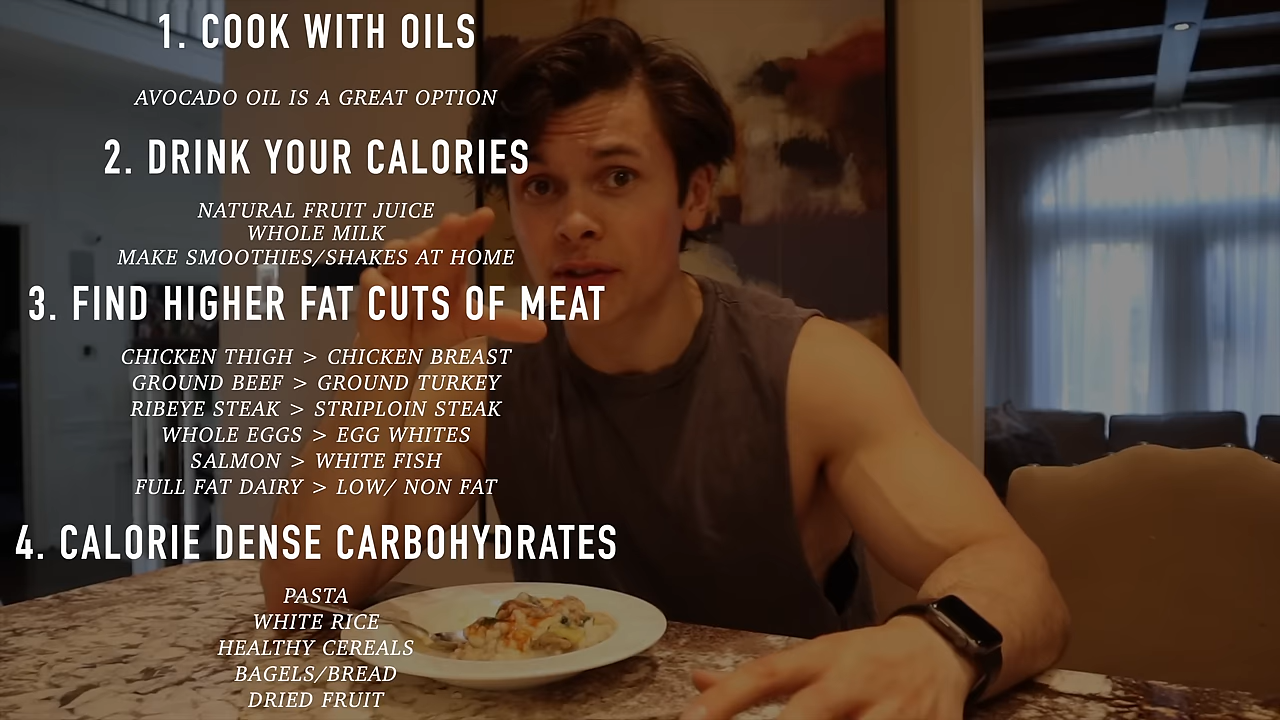 1. COOK WITH OILS
AVOCADO OIL IS A GREAT OPTION
2. DRINK YOUR CALORIES
NATURAL FRUIT JUICE
WHOLE MILK
MAKE SMOOTHIES/SHAKES AT HOME
3. FIND HIGHER FAT CUTS OF MEAT
CHICKEN THIGH > CHICKEN BREAST
GROUND BEEF > GROUND TURKEY
RIBEYE STEAK > STRIPLOIN STEAK
WHOLE EGGS > EGG WHITES
SALMON > WHITE FISH
FULL FAT DAIRY > LOW/ NON FAT
4. CALORIE DENSE CARBOHYDRATES
PASTA
WHITE RICE
HEALTHY CEREALS
BAGELS/BREAD
DRIED FRUIT